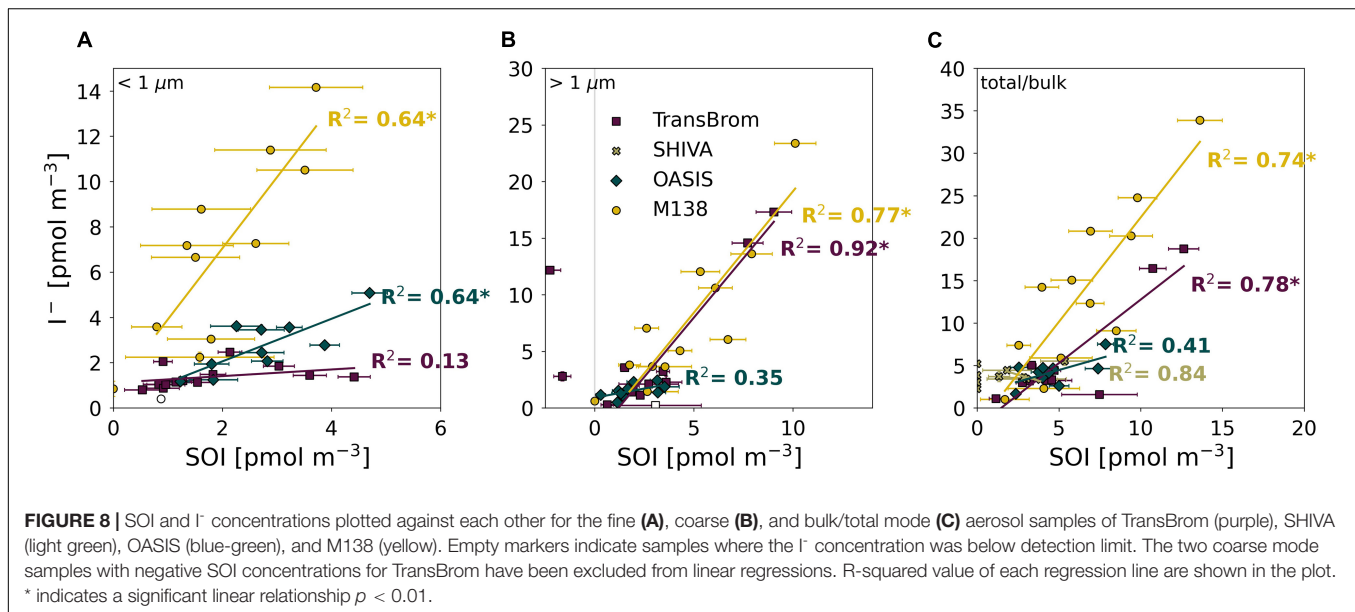 A
B
C
< 1 μm
> 1 μm
total/bulk
14
12
10
8
6
4
2
0
0
2
4
6
I⁻ [pmol m⁻³]
SOI [pmol m⁻³]
R² = 0.64*
R² = 0.64*
R² = 0.13
30
25
20
15
10
5
0
0
5
10
SOI [pmol m⁻³]
TransBrom
SHIVA
OASIS
M138
R² = 0.77*
R² = 0.92*
R² = 0.35
40
35
30
25
20
15
10
5
0
0
5
10
15
20
SOI [pmol m⁻³]
R² = 0.74*
R² = 0.78*
R² = 0.41
R² = 0.84
FIGURE 8 | SOI and I⁻ concentrations plotted against each other for the fine (A), coarse (B), and bulk/total mode (C) aerosol samples of TransBrom (purple), SHIVA
(light green), OASIS (blue-green), and M138 (yellow). Empty markers indicate samples where the I⁻ concentration was below detection limit. The two coarse mode
samples with negative SOI concentrations for TransBrom have been excluded from linear regressions. R-squared value of each regression line are shown in the plot.
* indicates a significant linear relationship p < 0.01.